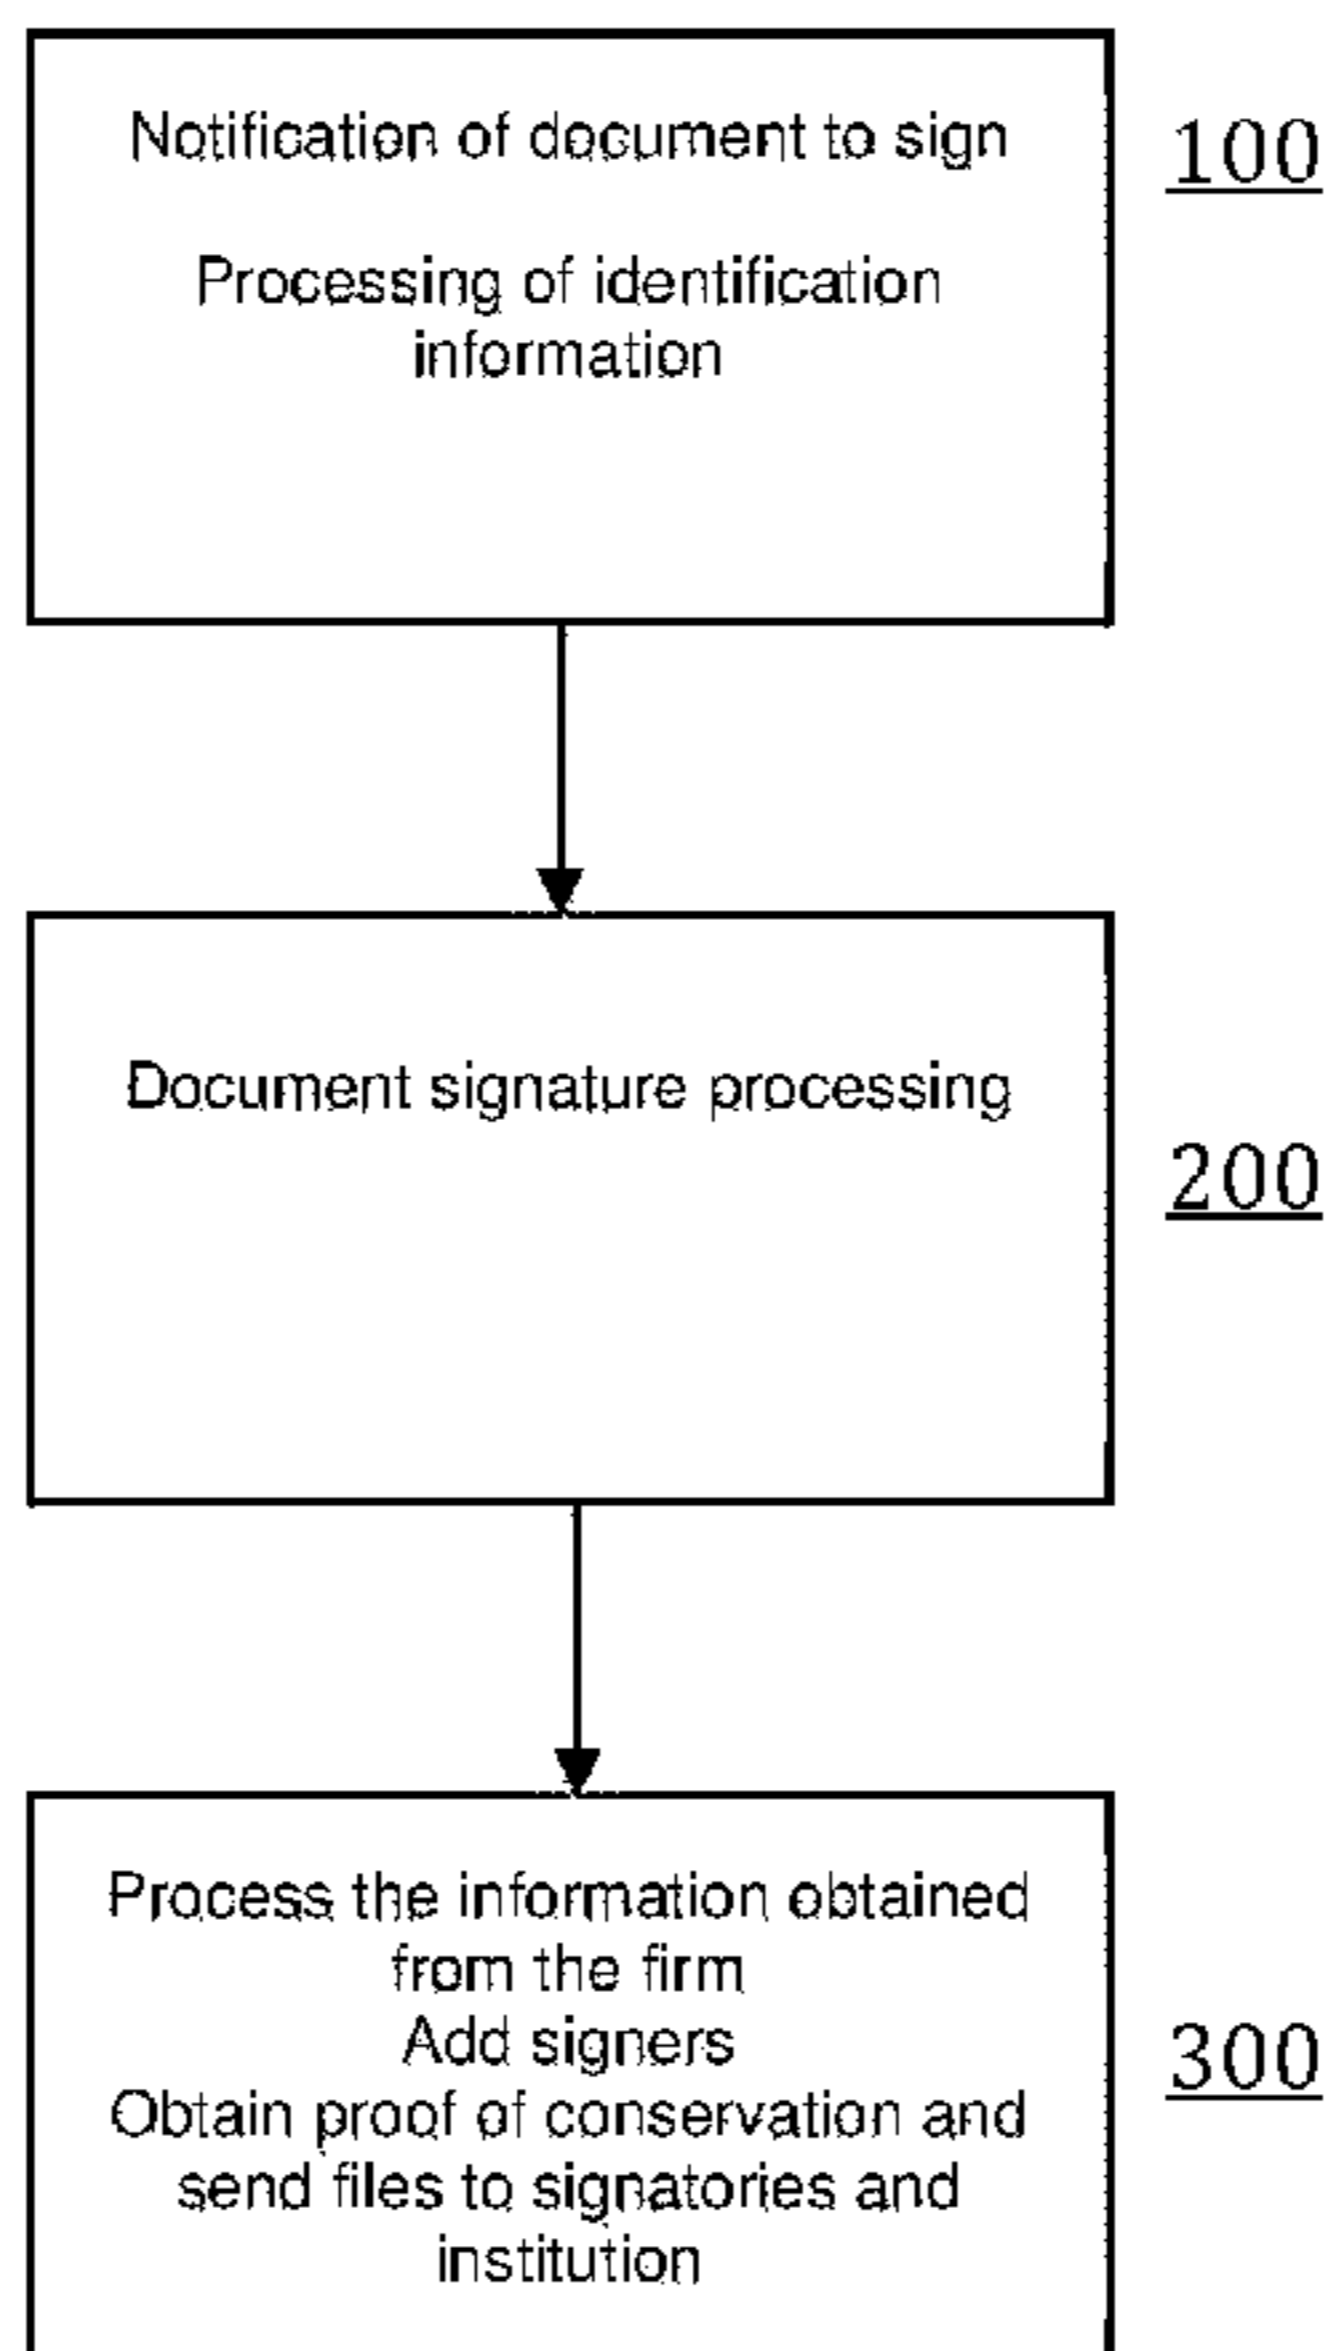 Notification of document to sign
100
Processing of identification
information
Document signature processing
200
Process the information obtained
from the firm
Add signers
300
Obtain proof of conservation and
send files to signatories and
institution